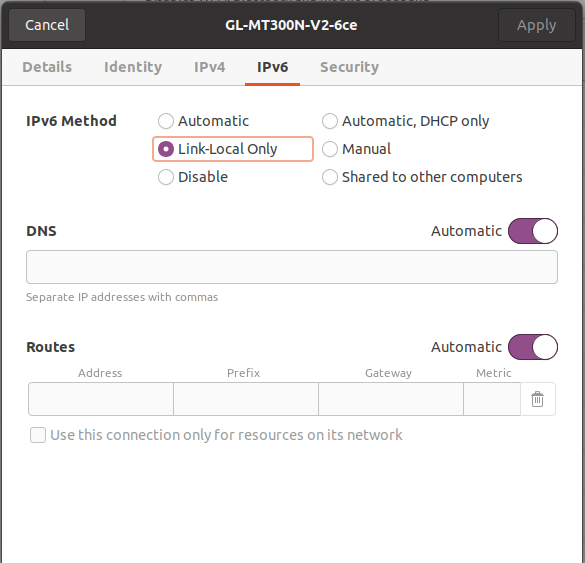 Cancel GL-MT300N-V2-6ce Apply
Details Identity IPv4 IPv6 Security
IPv6 Method Automatic Automatic, DHCP only
Link-Local Only Manual
Disable Shared to other computers
DNS Automatic
Separate IP addresses with commas
Routes Automatic
Address Prefix Gateway Metric
Use this connection only for resources on its network